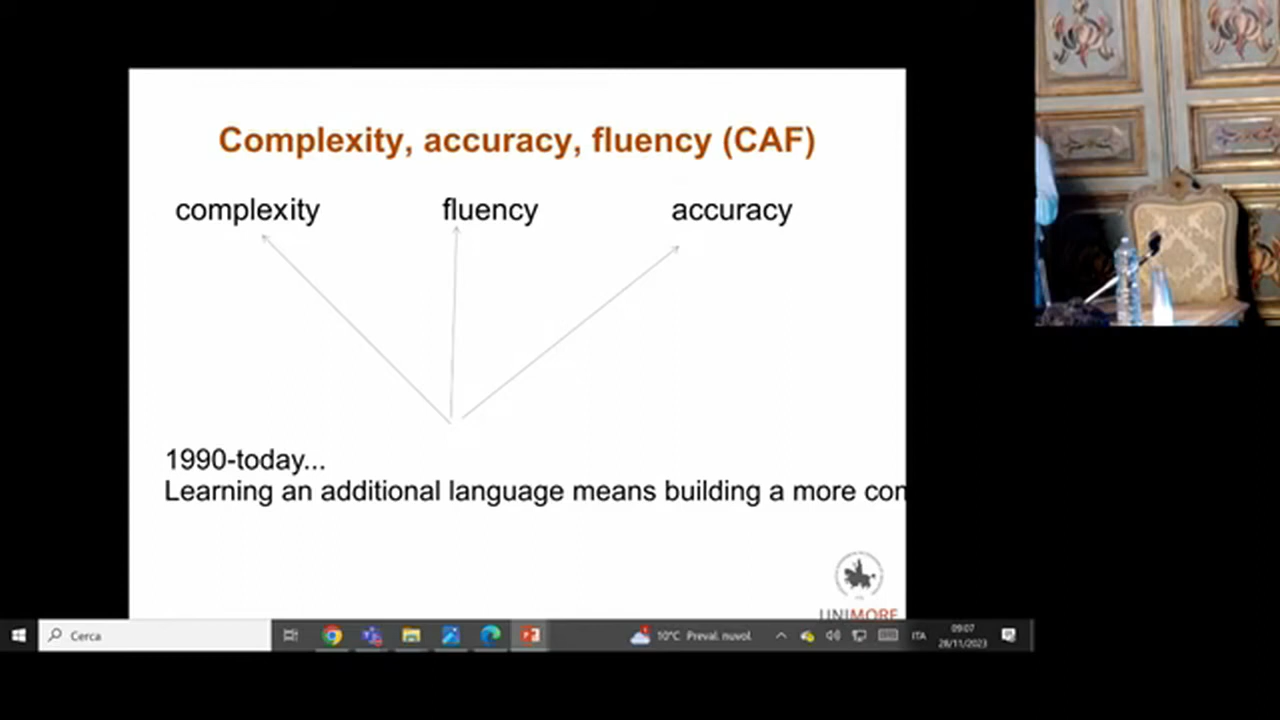 Complexity, accuracy, fluency (CAF)
complexity fluency accuracy
1990-today...
Learning an additional language means building a more con
UNIMORE
Cerca
10°C Preval. nuvol.
ITA
09:07
28/11/2023